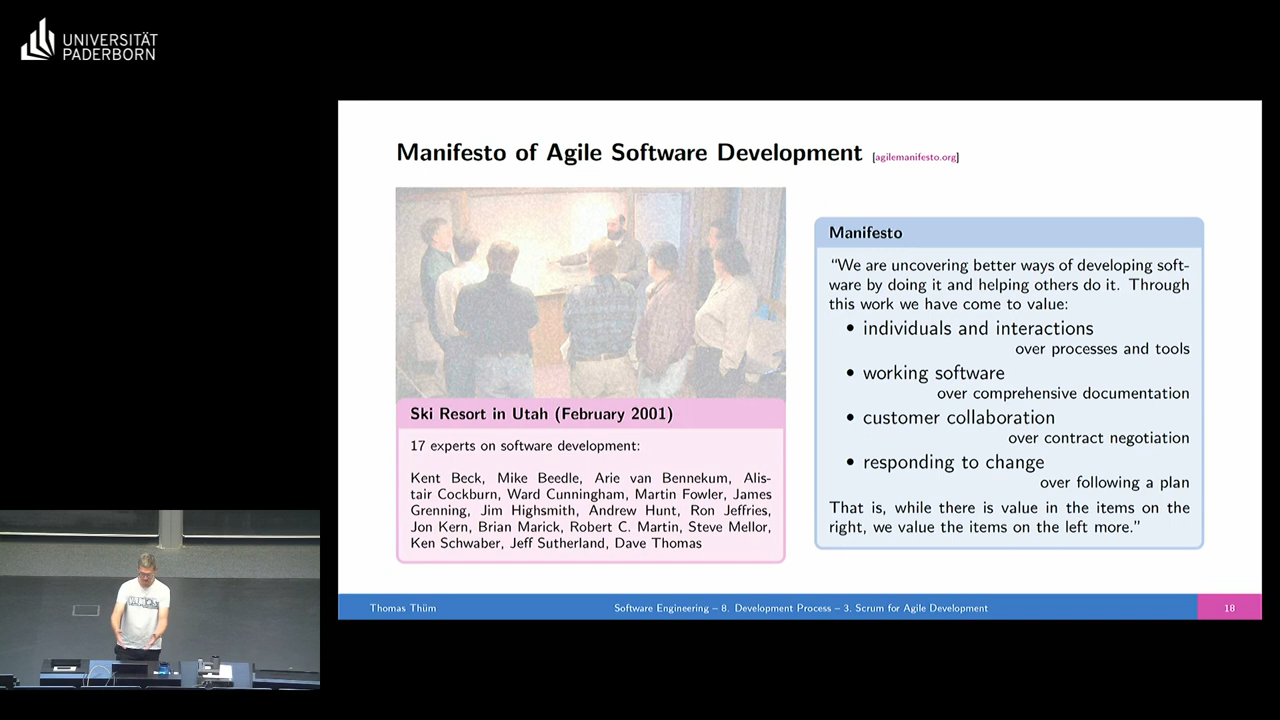 UNIVERSITÄT
PADERBORN
Manifesto of Agile Software Development [agilemanifesto.org]
Ski Resort in Utah (February 2001)
17 experts on software development:
Kent Beck, Mike Beedle, Arie van Bennekum, Alis-
tair Cockburn, Ward Cunningham, Martin Fowler, James
Grenning, Jim Highsmith, Andrew Hunt, Ron Jeffries,
Jon Kern, Brian Marick, Robert C. Martin, Steve Mellor,
Ken Schwaber, Jeff Sutherland, Dave Thomas
Manifesto
“We are uncovering better ways of developing soft-
ware by doing it and helping others do it. Through
this work we have come to value:
• individuals and interactions
over processes and tools
• working software
over comprehensive documentation
• customer collaboration
over contract negotiation
• responding to change
over following a plan
That is, while there is value in the items on the
right, we value the items on the left more.”
Thomas Thüm
Software Engineering – 8. Development Process – 3. Scrum for Agile Development
18